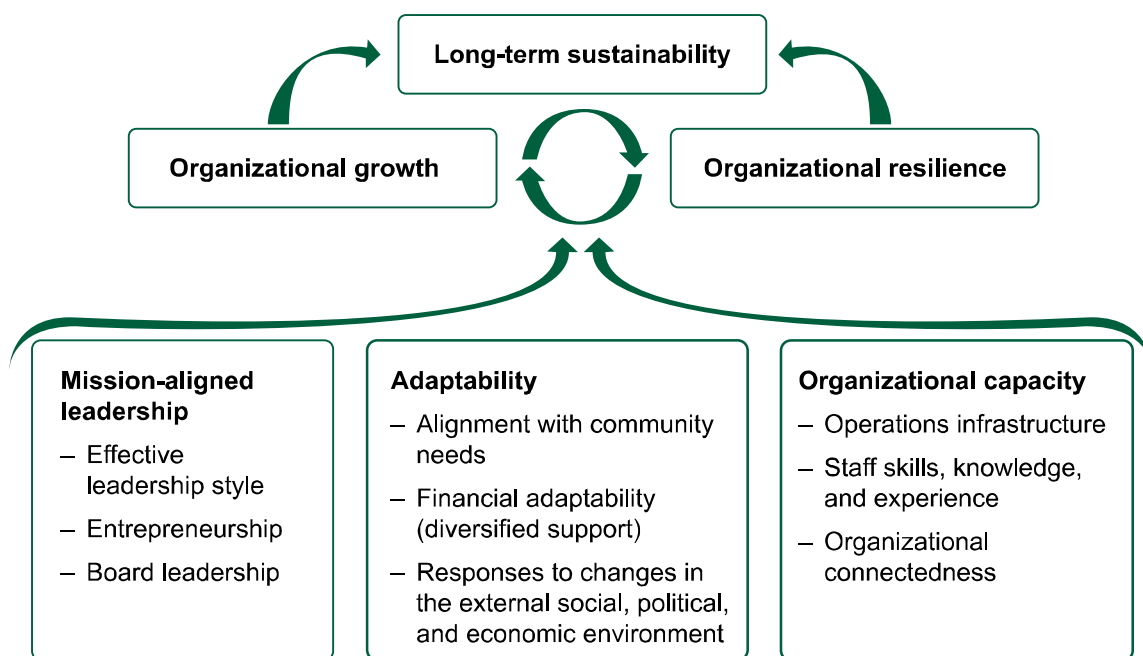 Long-term sustainability
Organizational growth
Organizational resilience
Mission-aligned
leadership
– Effective
leadership style
– Entrepreneurship
– Board leadership
Adaptability
– Alignment with community
needs
– Financial adaptability
(diversified support)
– Responses to changes in
the external social, political,
and economic environment
Organizational capacity
– Operations infrastructure
– Staff skills, knowledge,
and experience
– Organizational
connectedness